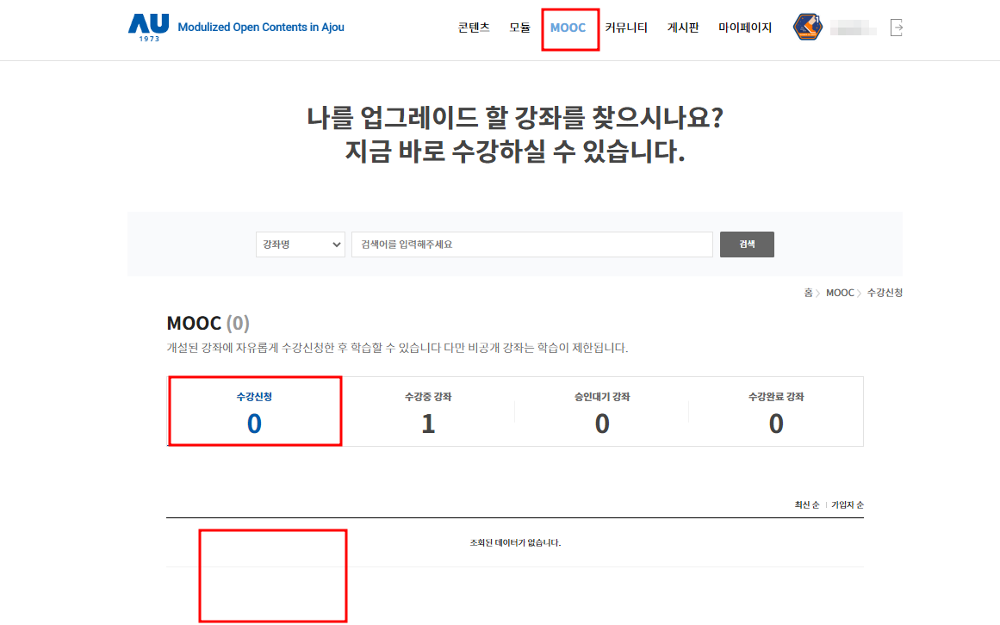 AU
1973
Modulized Open Contents in Ajou
콘텐츠 모듈 MOOC 커뮤니티 게시판 마이페이지
나를 업그레이드 할 강좌를 찾으시나요?
지금 바로 수강하실 수 있습니다.
강좌명 검색어를 입력해주세요 검색
홈 > MOOC > 수강신청
MOOC (0)
개설된 강좌에 자유롭게 수강신청한 후 학습할 수 있습니다 다만 비공개 강좌는 학습이 제한됩니다.
수강신청 수강중 강좌 승인대기 강좌 수강완료 강좌
0 1 0 0
최신 순 | 가입자 순
조회된 데이터가 없습니다.